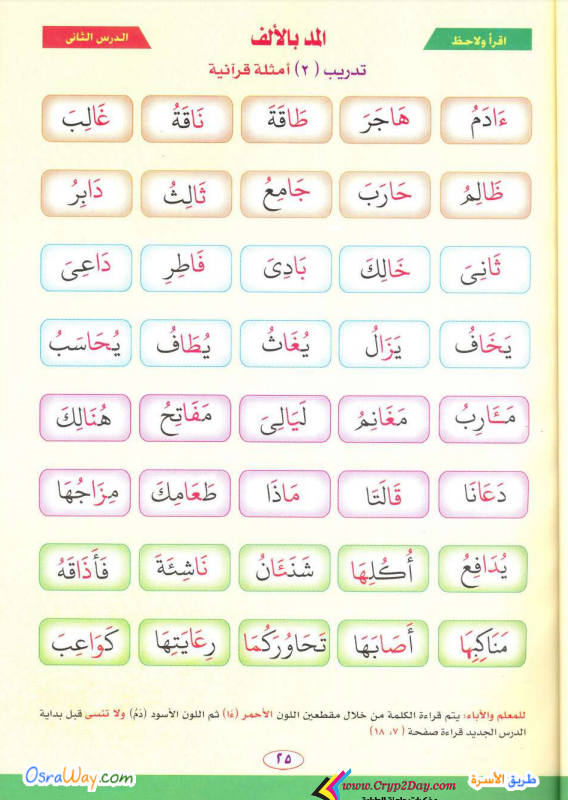 اقرأ ولاحظ المد بالألف الدرس الثانى
تدريب ( ٢ ) أمثلة قرآنية
ءَادَمُ هَاجَرَ طَاقَةَ نَاقَةُ غَالِبَ
ظَالِمُ حَارَبَ جَامِعُ ثَالِثُ دَابِرُ
ثَانِىَ خَالِكَ بَادِىَ فَاطِرِ دَاعِىَ
يَخَافُ يَزَالُ يُغَاثُ يُطَافُ يُحَاسَبُ
مَـَٔارِبُ مَغَانِمُ لَيَالِىَ مَفَاتِحُ هُنَالِكَ
دَعَانَا قَالَتَا مَاذَا طَعَامِكَ مِزَاجُهَا
يُدَافِعُ أُكُلِهَا شَنَئَانُ نَاشِئَةَ فَأَذَاقَهُ
مَنَاكِبِهَا أَصَابَهَا تَحَاوُرَكُمَا رِعَايَتِهَا كَوَاعِبَ
للمعلم والآباء: يتم قراءة الكلمة من خلال مقطعين اللون الأحمر (ءَا) ثم اللون الأسود (دَمُ) ولا تنسى قبل بداية
الدرس الجديد قراءة صفحة ( ٧، ١٨ )
٢٥
OsraWay.com www.Cryp2Day.com طريق الأسرة